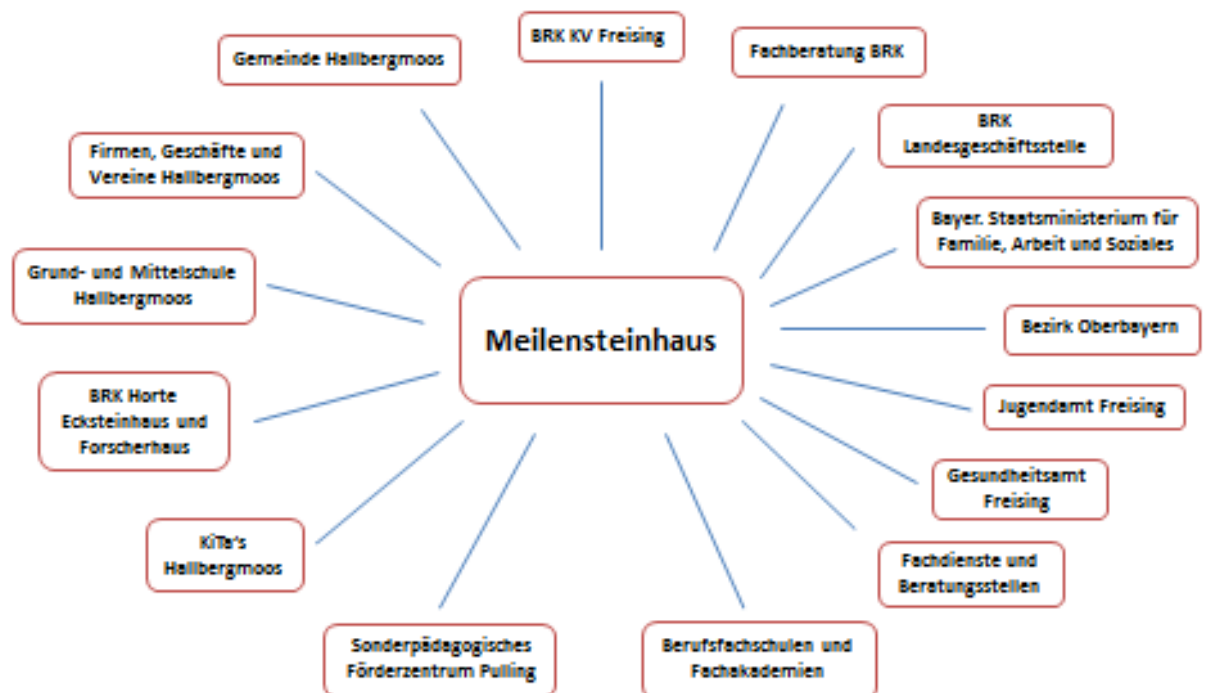 BRK KV Freising
Fachberatung BRK
Gemeinde Hallbergmoos
BRK
Landesgeschäftsstelle
Firmen, Geschäfte und
Vereine Hallbergmoos
Bayer. Staatsministerium für
Familie, Arbeit und Soziales
Grund- und Mittelschule
Hallbergmoos
Meilensteinhaus
Bezirk Oberbayern
BRK Horte
Ecksteinhaus und
Forscherhaus
Jugendamt Freising
Gesundheitsamt
Freising
KiTa's
Hallbergmoos
Fachdienste und
Beratungsstellen
Sonderpädagogisches
Förderzentrum Pulling
Berufsfachschulen und
Fachakademien